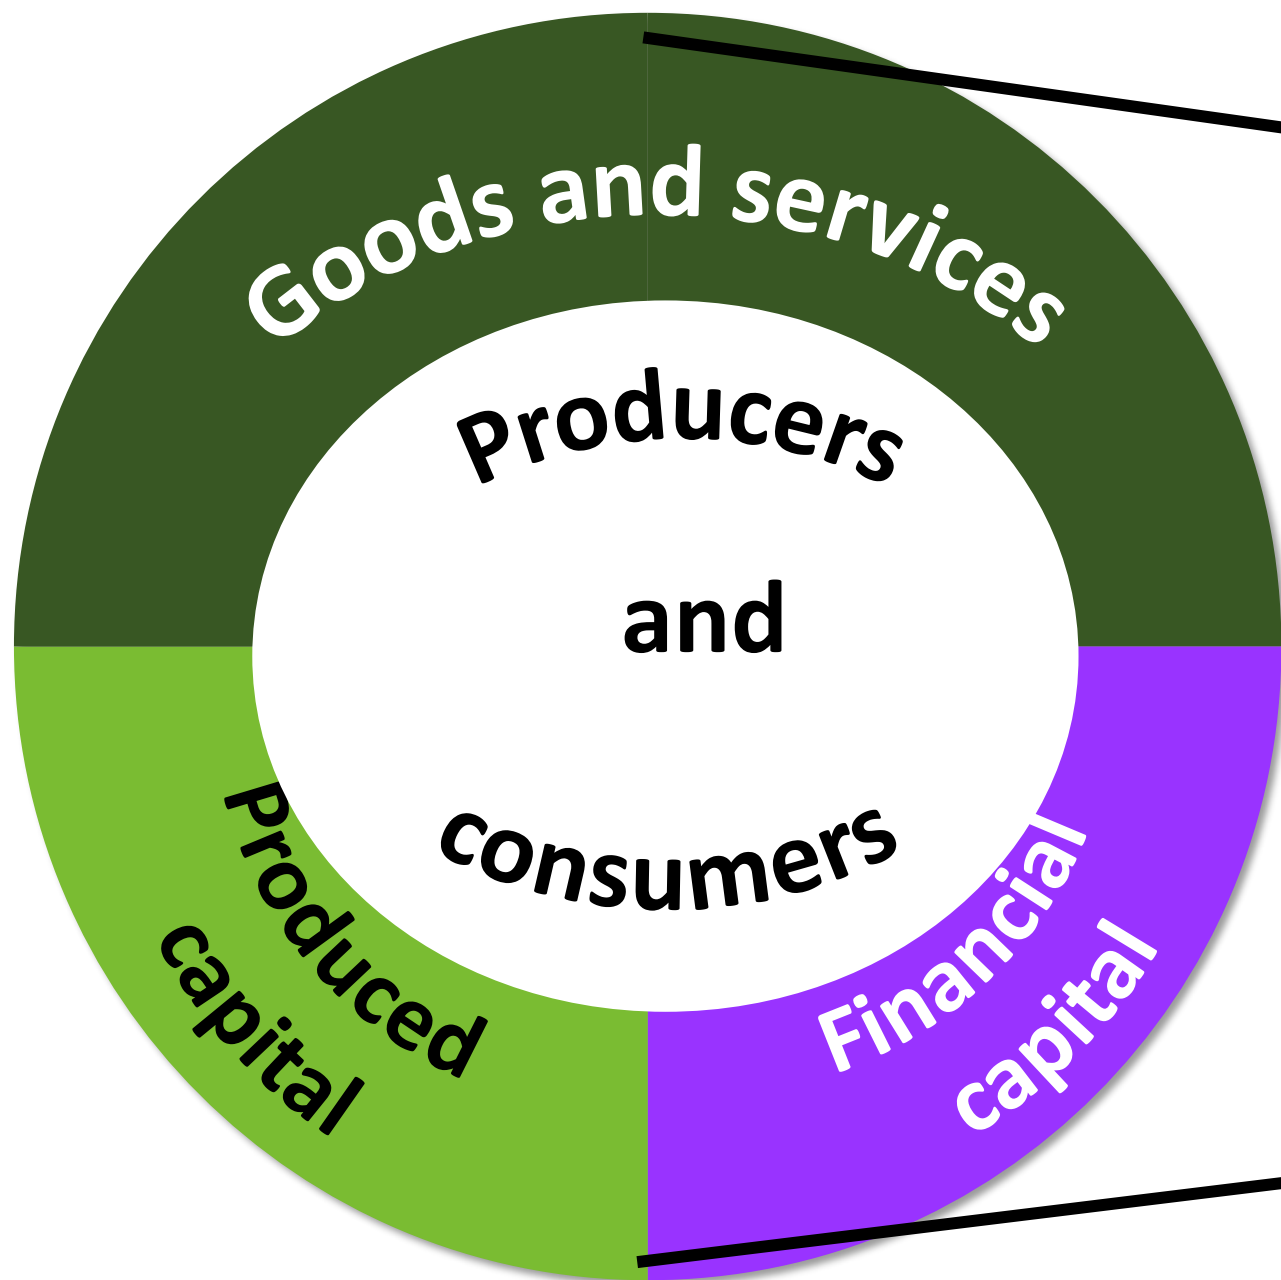 Goods and services
Producers
and
consumers
Produced
capital
Financial
capital